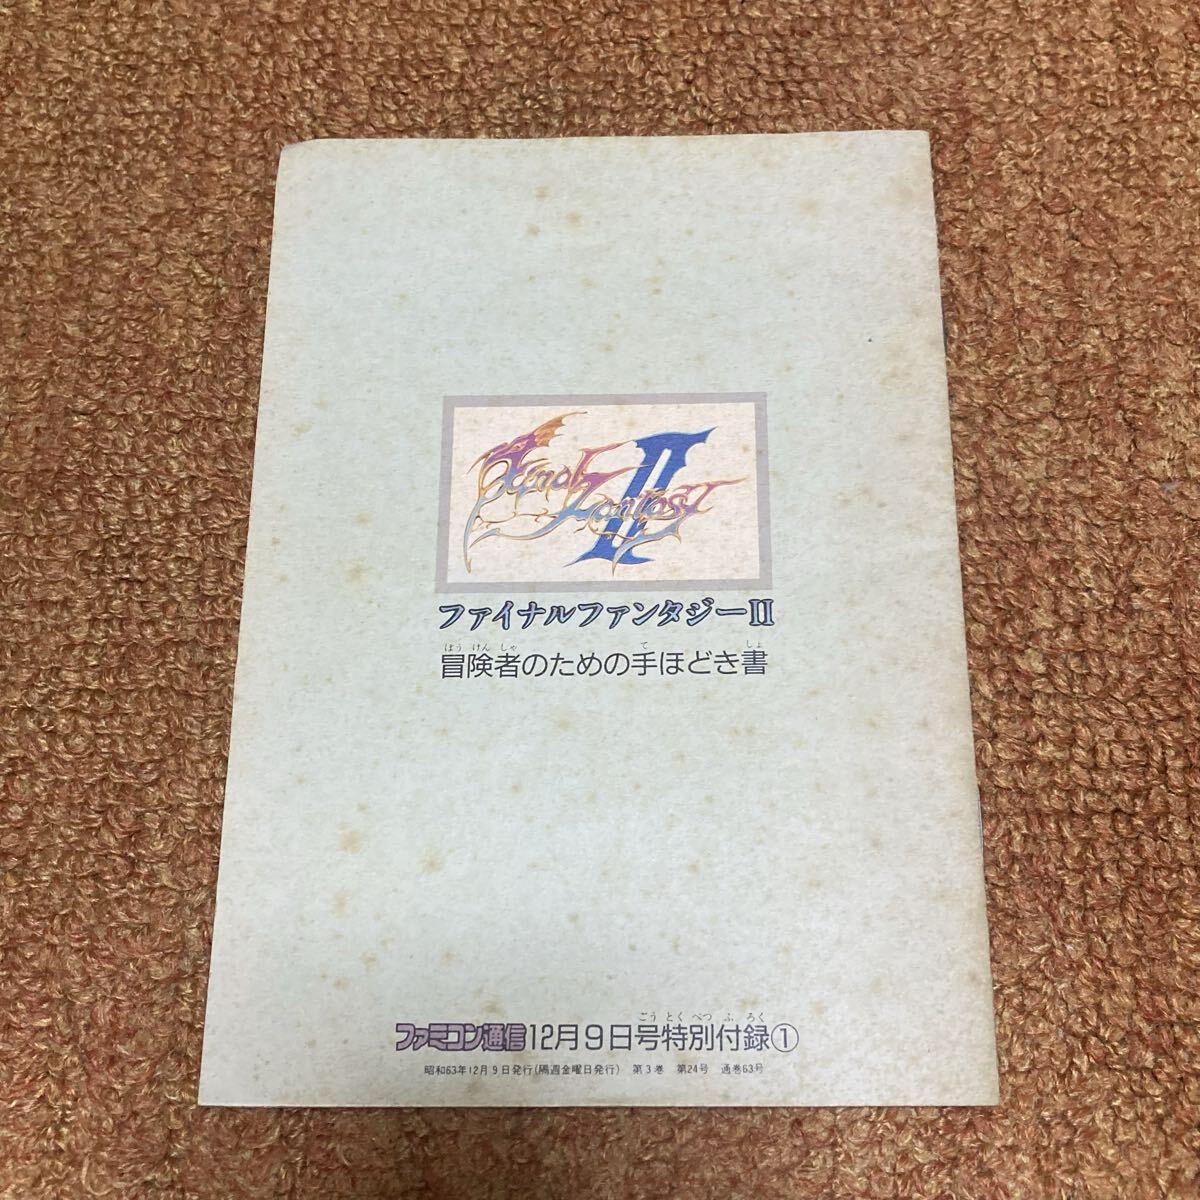 Final Fantasy II
ファイナルファンタジーII
ぼう けん しゃ て しょ
冒険者のための手ほどき書
ごう とく べつ ふ ろく
ファミコン通信12月9日号特別付録①
昭和63年12月9日発行(隔週金曜日発行) 第3巻 第24号 通巻63号